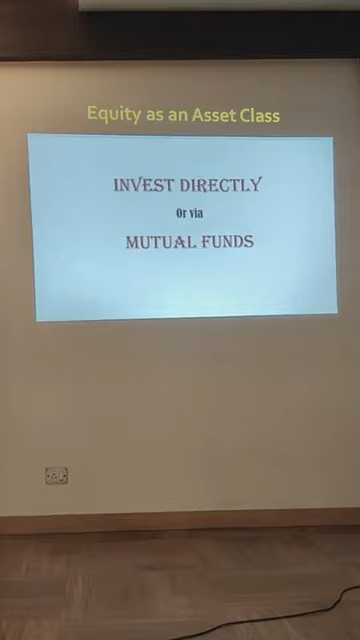 Equity as an Asset Class
INVEST DIRECTLY
Or via
MUTUAL FUNDS